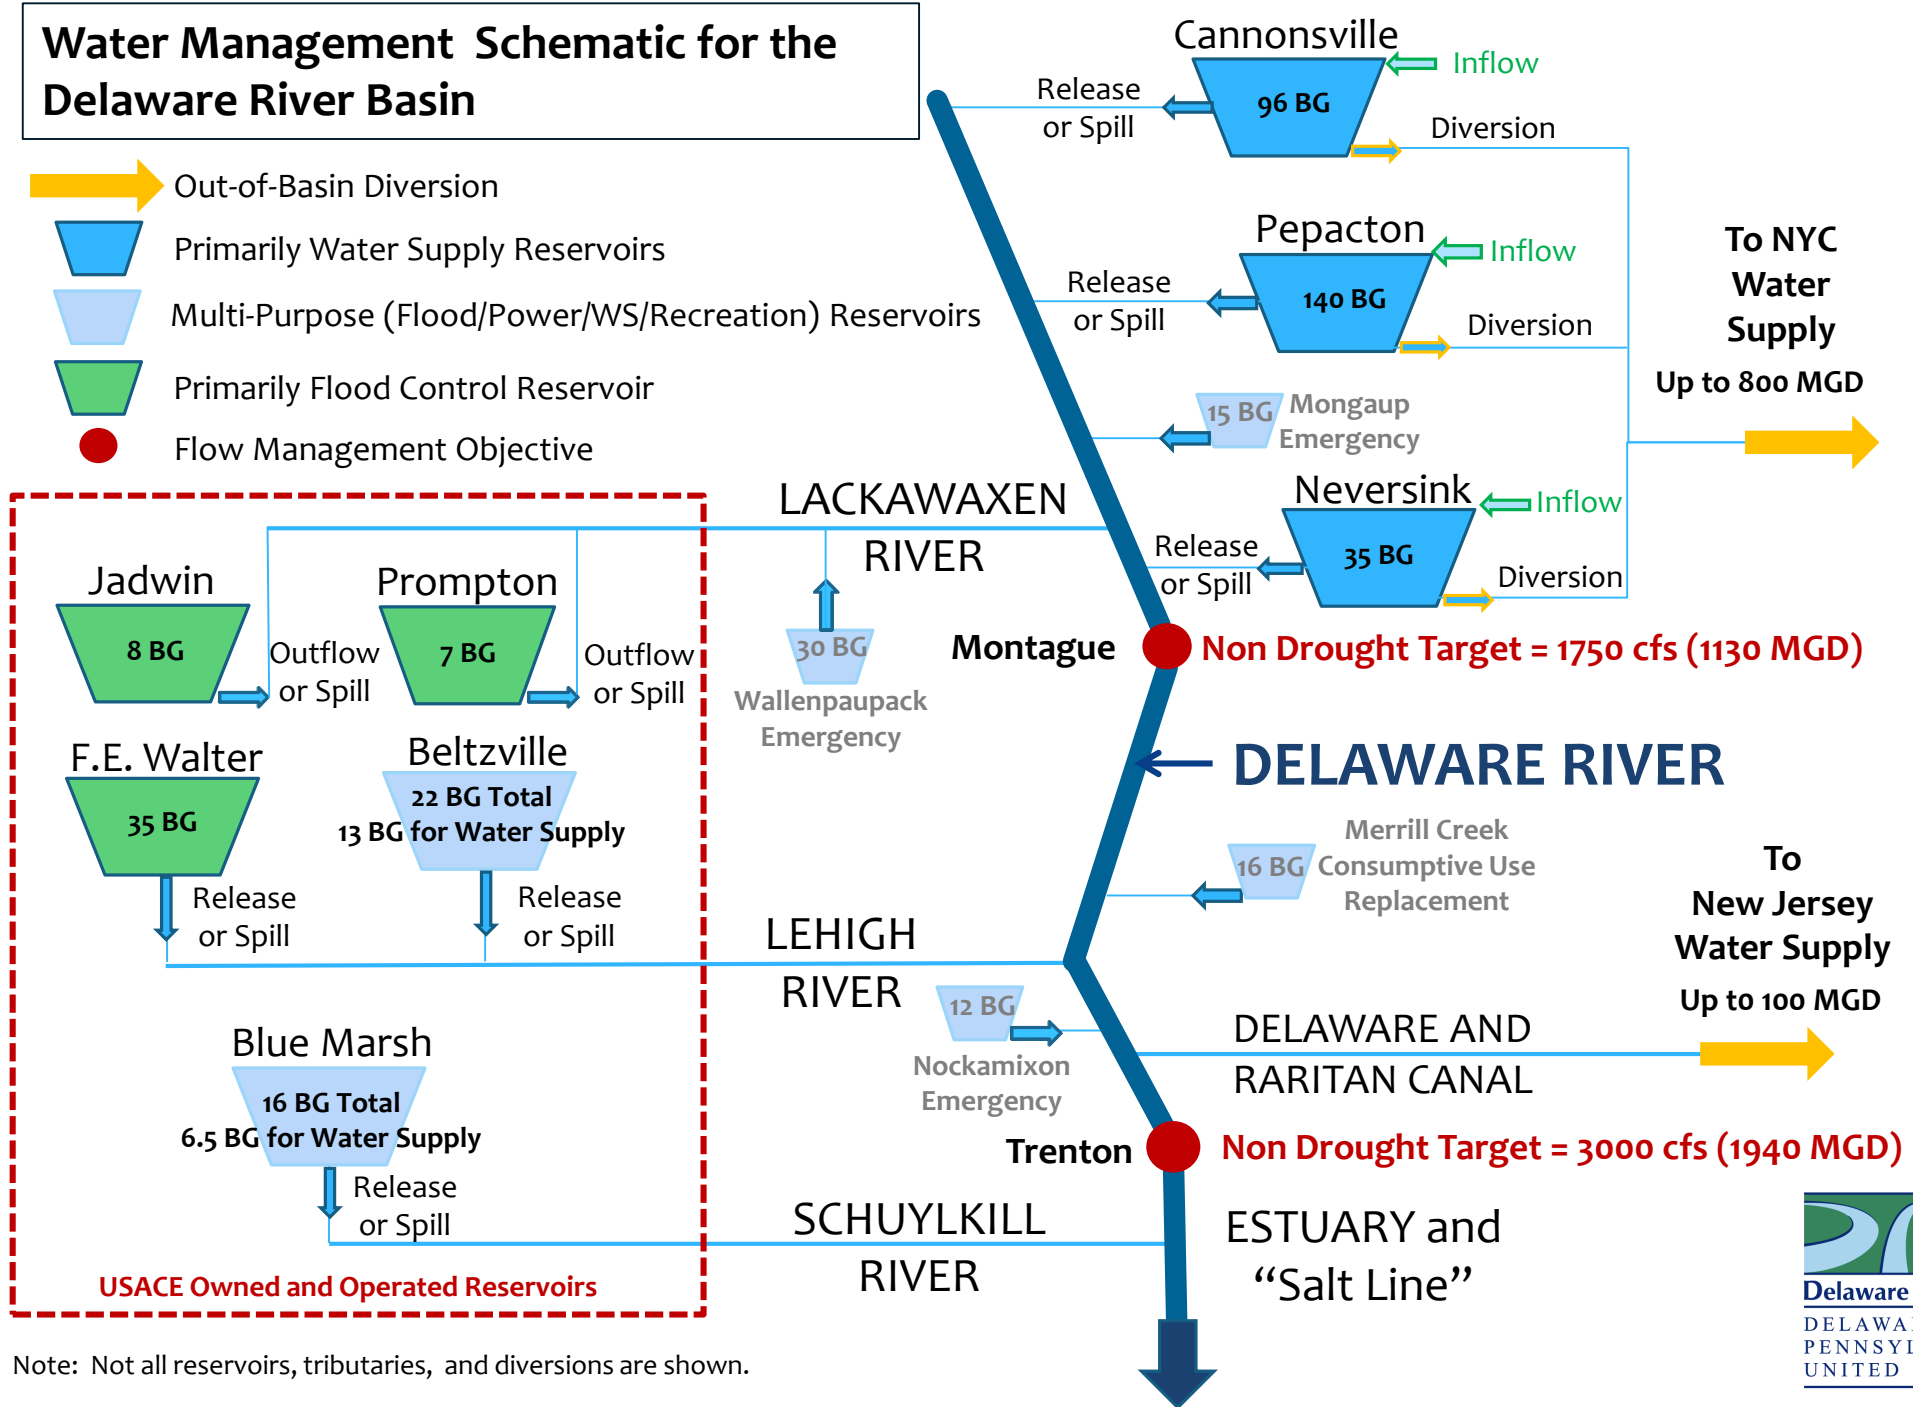 Water Management  Schematic for the
Delaware River Basin
Out-of-Basin Diversion
Primarily Water Supply Reservoirs
Multi-Purpose (Flood/Power/WS/Recreation) Reservoirs
Primarily Flood Control Reservoir
Flow Management Objective
Cannonsville
Inflow
96 BG
Release
or Spill
Diversion
Pepacton
Inflow
140 BG
Release
or Spill
Diversion
To NYC
Water
Supply
Up to 800 MGD
15 BG
Mongaup
Emergency
Neversink
Inflow
35 BG
Release
or Spill
Diversion
LACKAWAXEN
RIVER
Jadwin
8 BG
Outflow
or Spill
Prompton
7 BG
Outflow
or Spill
30 BG
Wallenpaupack
Emergency
Montague
Non Drought Target = 1750 cfs (1130 MGD)
F.E. Walter
35 BG
Release
or Spill
Beltzville
22 BG Total
13 BG for Water Supply
Release
or Spill
DELAWARE RIVER
16 BG
Merrill Creek
Consumptive Use
Replacement
LEHIGH
RIVER
To
New Jersey
Water Supply
Up to 100 MGD
12 BG
Nockamixon
Emergency
DELAWARE AND
RARITAN CANAL
Blue Marsh
16 BG Total
6.5 BG for Water Supply
Release
or Spill
Trenton
Non Drought Target = 3000 cfs (1940 MGD)
SCHUYLKILL
RIVER
ESTUARY and
“Salt Line”
USACE Owned and Operated Reservoirs
Note:  Not all reservoirs, tributaries,  and diversions are shown.
Delaware
UNITED